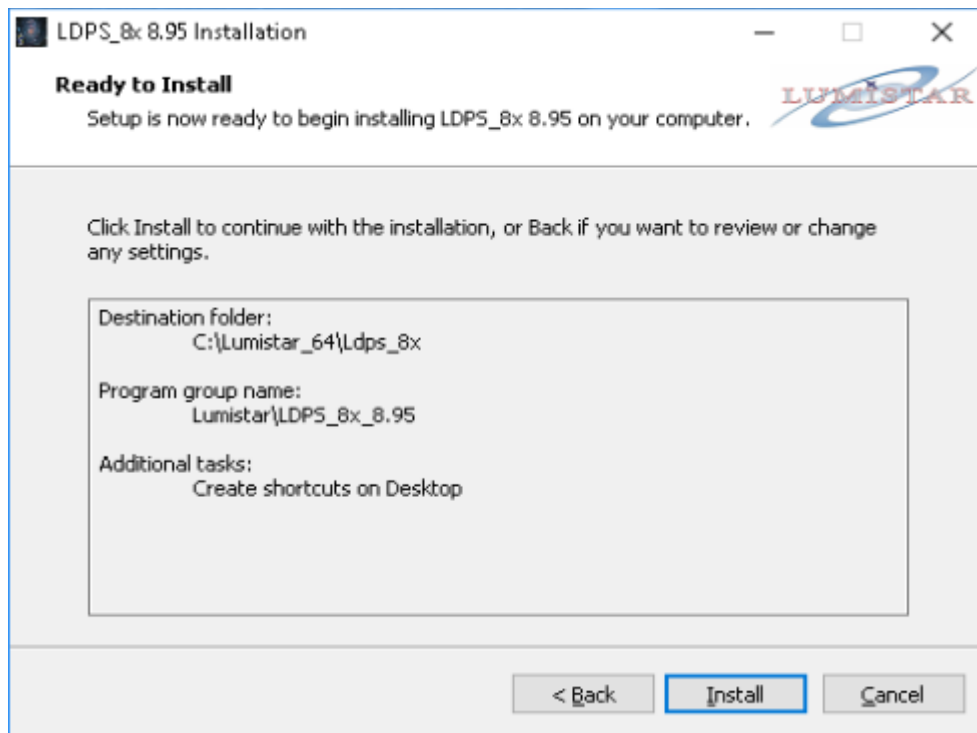 LDPS_8x 8.95 Installation
Ready to Install
Setup is now ready to begin installing LDPS_8x 8.95 on your computer.
LUMISTAR
Click Install to continue with the installation, or Back if you want to review or change
any settings.
Destination folder:
C:\Lumistar_64\Ldps_8x
Program group name:
Lumistar\LDPS_8x_8.95
Additional tasks:
Create shortcuts on Desktop
< Back
Install
Cancel